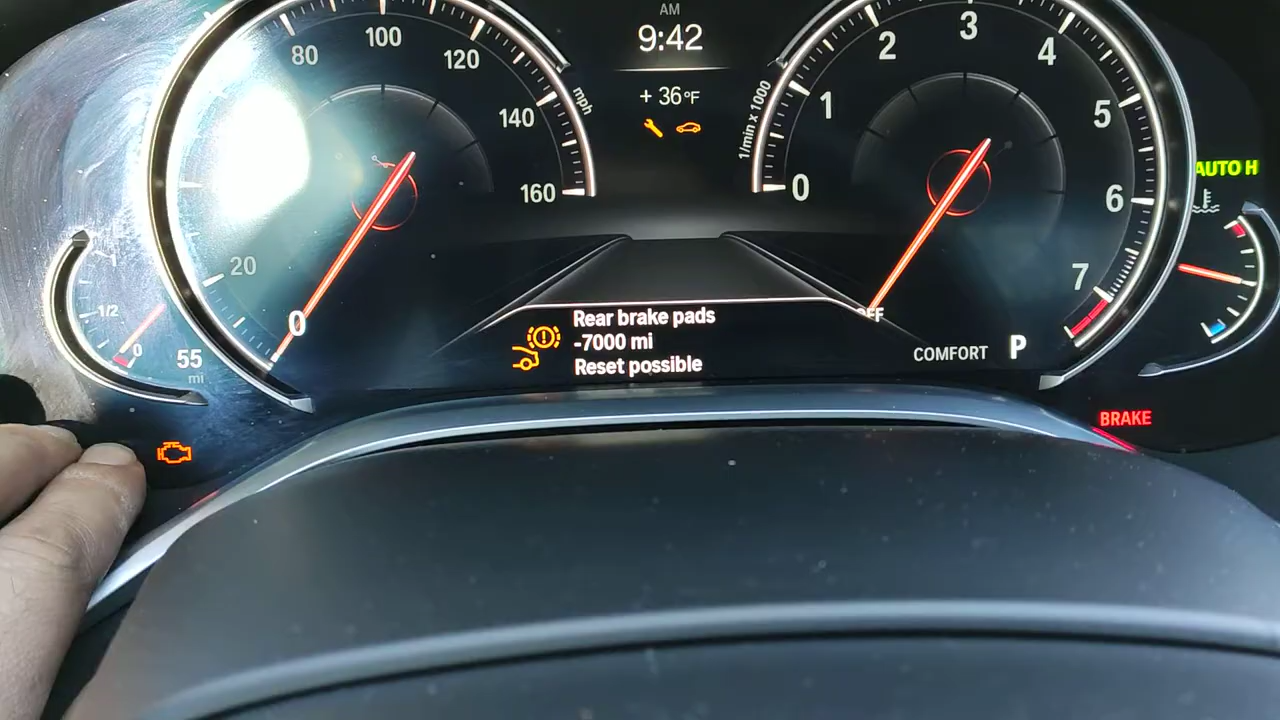 AM
9:42
+ 36°F
80
100
120
140
160
mph
20
0
1/2
0
55
mi
1/min x 1000
0
1
2
3
4
5
6
7
AUTO H
Rear brake pads
-7000 mi
Reset possible
COMFORT P
BRAKE